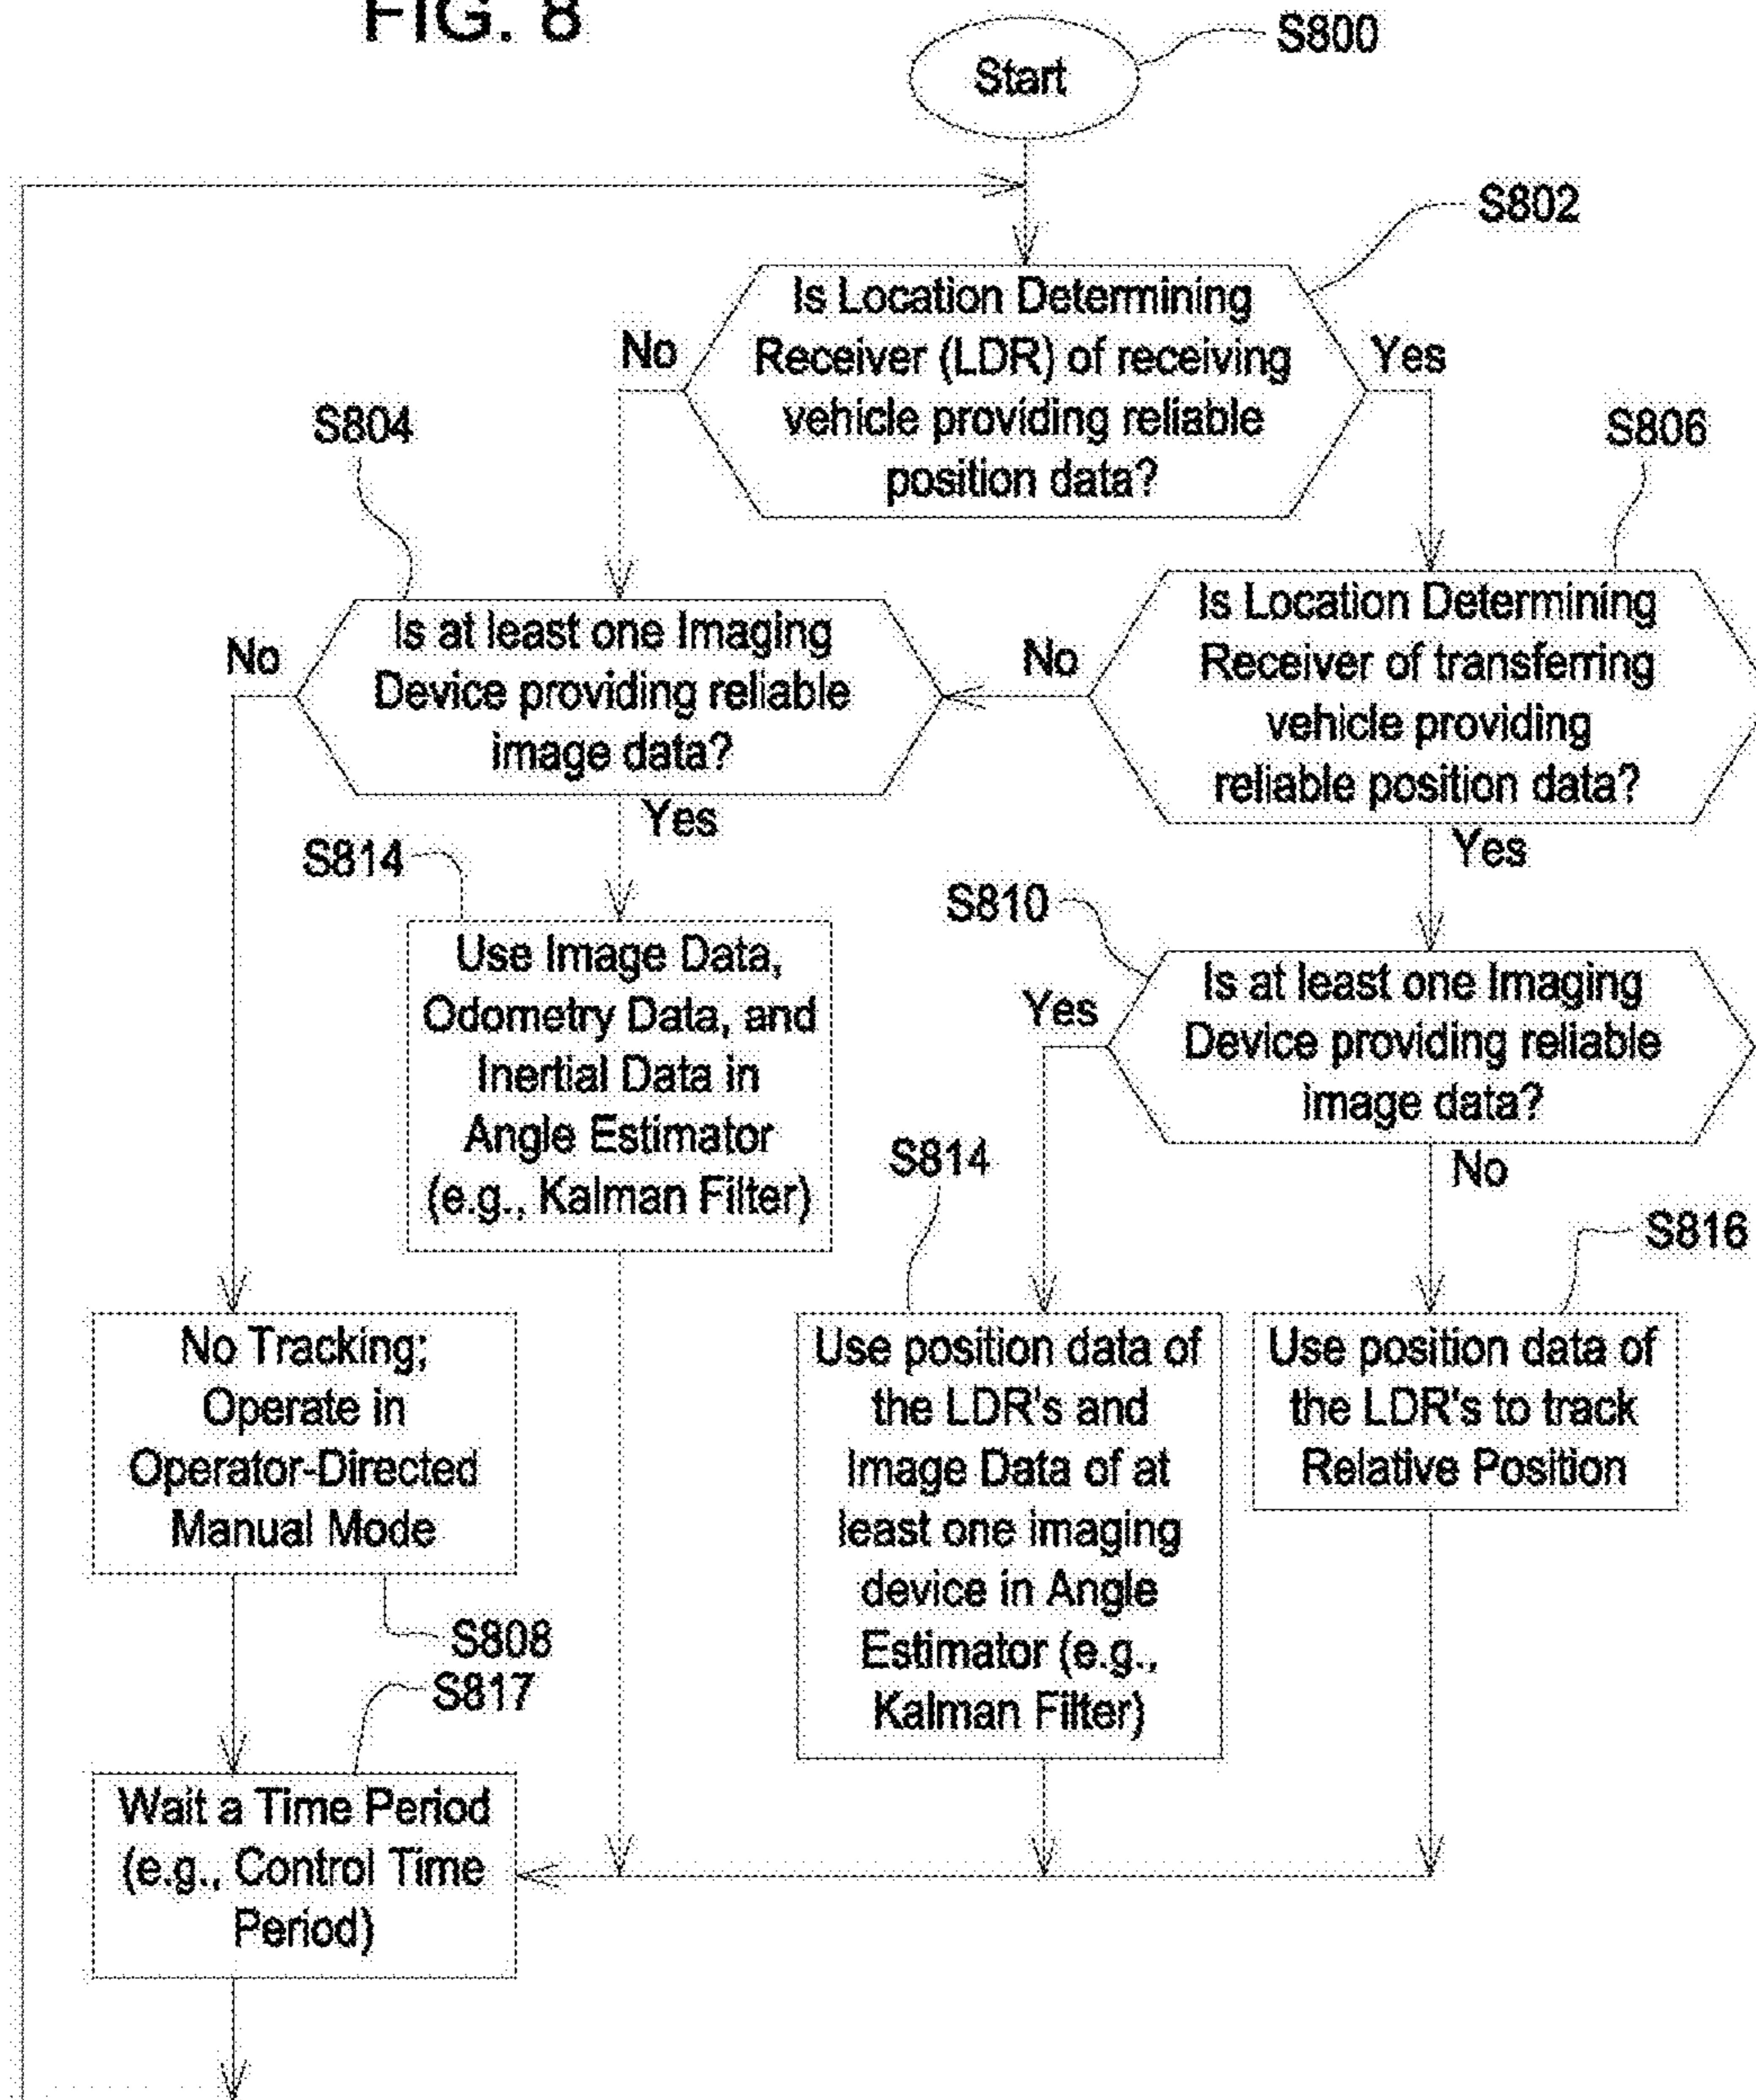 FIG. 8
Start
S800
S802
Is Location Determining
Receiver (LDR) of receiving
vehicle providing reliable
position data?
No
Yes
S804
S806
Is at least one Imaging
Device providing reliable
image data?
No
Yes
Is Location Determining
Receiver of transferring
vehicle providing
reliable position data?
No
Yes
S814
Use Image Data,
Odometry Data, and
Inertial Data in
Angle Estimator
(e.g., Kalman Filter)
S810
Is at least one Imaging
Device providing reliable
image data?
Yes
No
S814
S816
No Tracking;
Operate in
Operator-Directed
Manual Mode
S808
Use position data of
the LDR's and
Image Data of at
least one imaging
device in Angle
Estimator (e.g.,
Kalman Filter)
Use position data of
the LDR's to track
Relative Position
S817
Wait a Time Period
(e.g., Control Time
Period)